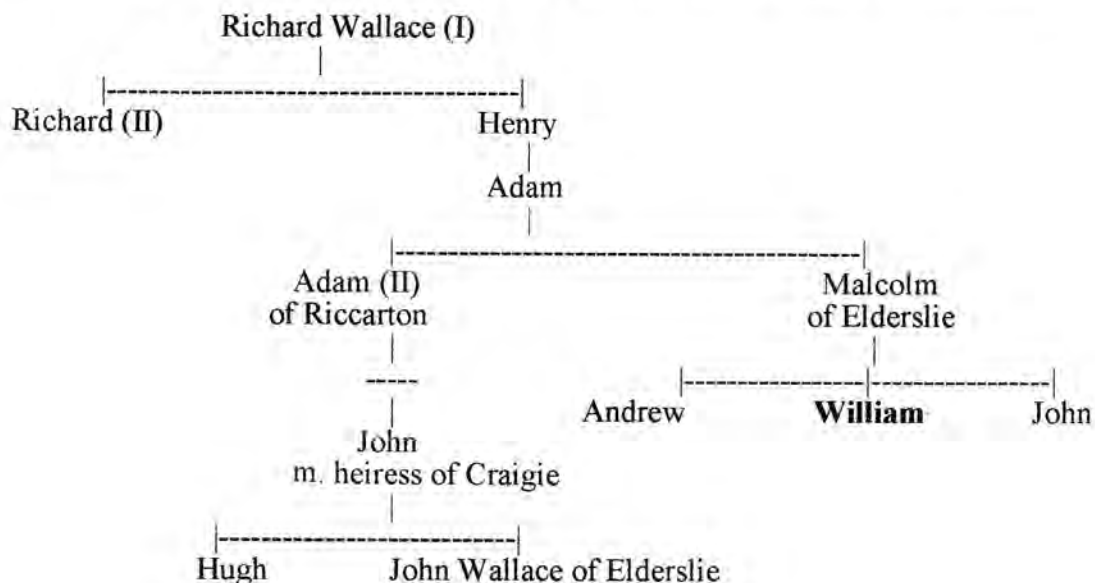 Richard Wallace (I)
Richard (II) Henry
Adam
Adam (II) Malcolm
of Riccarton of Elderslie
Andrew William John
John
m. heiress of Craigie
Hugh John Wallace of Elderslie